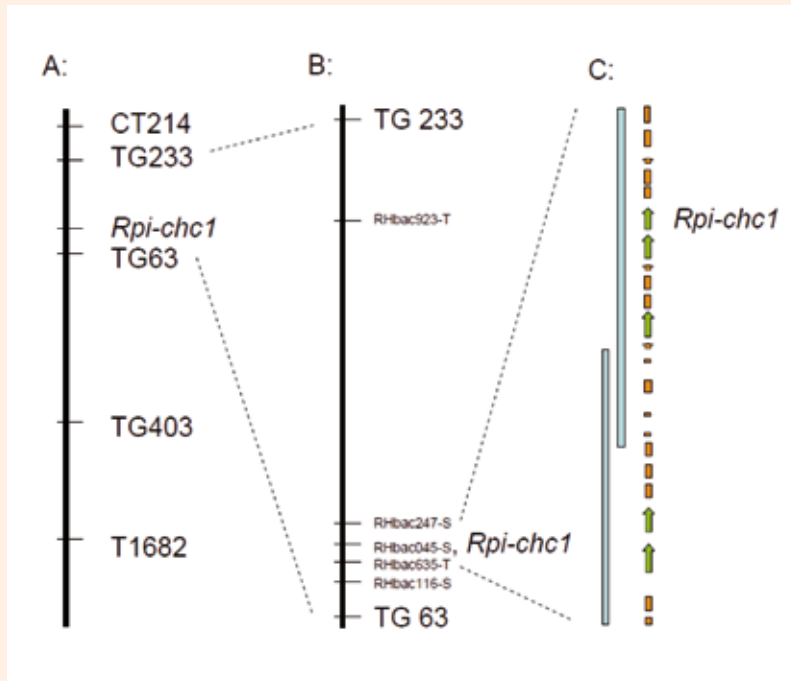 A:
CT214
TG233
Rpi-chc1
TG63
TG403
T1682
B:
TG 233
RHbac923-T
RHbac247-S
RHbac045-S, Rpi-chc1
RHbac635-T
RHbac116-S
TG 63
C:
Rpi-chc1